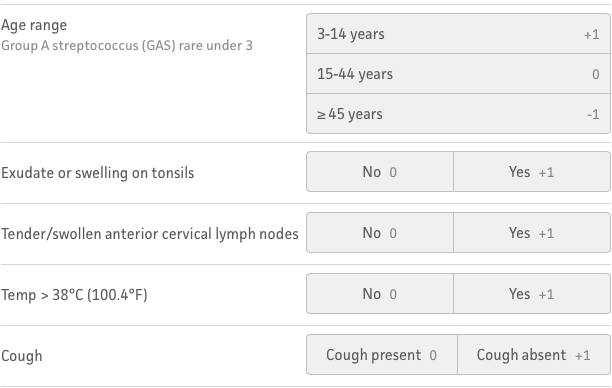 Age range
Group A streptococcus (GAS) rare under 3
3-14 years +1
15-44 years 0
≥ 45 years -1
Exudate or swelling on tonsils No 0 Yes +1
Tender/swollen anterior cervical lymph nodes No 0 Yes +1
Temp > 38°C (100.4°F) No 0 Yes +1
Cough Cough present 0 Cough absent +1